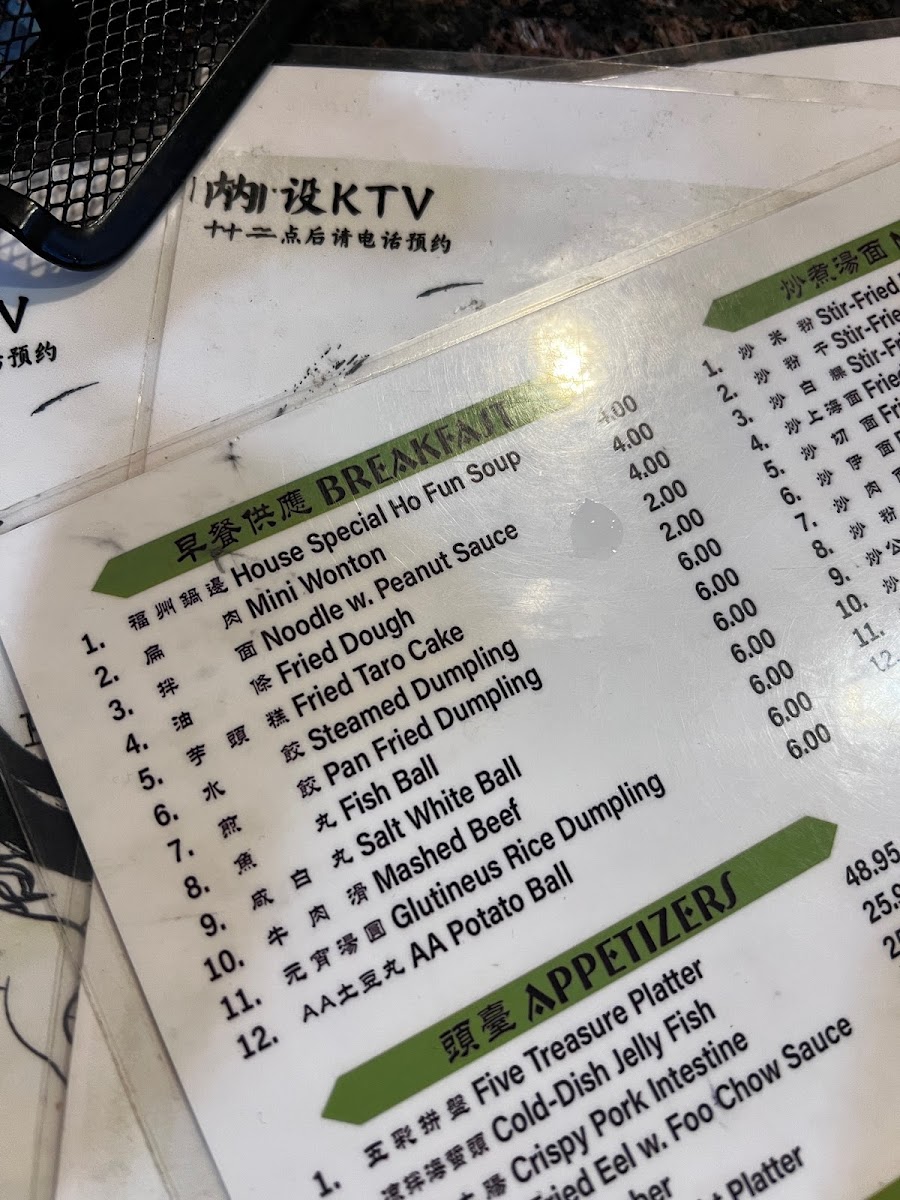 内设KTV
十二点后请电话预约
V
预约
早餐供應 BREAKFAST
1. 福州鍋邊 House Special Ho Fun Soup 4.00
2. 扁肉 Mini Wonton 4.00
3. 拌面 Noodle w. Peanut Sauce 4.00
4. 油條 Fried Dough 2.00
5. 芋頭糕 Fried Taro Cake 2.00
6. 水餃 Steamed Dumpling 6.00
7. 煎餃 Pan Fried Dumpling 6.00
8. 魚丸 Fish Ball 6.00
9. 咸白丸 Salt White Ball 6.00
10. 牛肉滑 Mashed Beef 6.00
11. 元宵湯圓 Glutineus Rice Dumpling 6.00
12. AA土豆丸 AA Potato Ball 6.00
頭臺 APPETIZERS
1. 五彩拼盤 Five Treasure Platter 48.95
Cold-Dish Jelly Fish
Crispy Pork Intestine
Fried Eel w. Foo Chow Sauce
Platter
炒煮湯面
1. 炒米粉 Stir-Fried
2. 炒粉干 Stir-Fried
3. 炒白粿
4. 炒上海面 Fried
5. 炒切面
6. 炒伊面
7. 炒肉
8. 炒粉
9. 炒
10. 炒
11.
12.